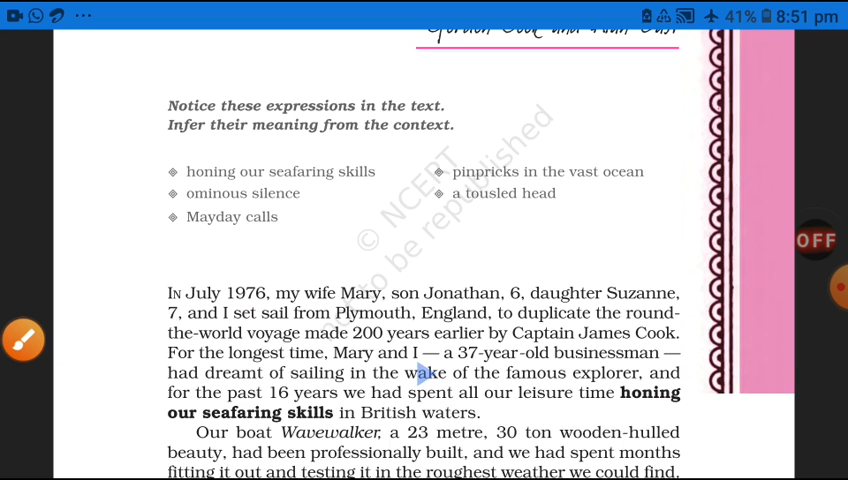 41% 8:51 pm
Gordon Cook and Alan East
Notice these expressions in the text.
Infer their meaning from the context.
honing our seafaring skills
ominous silence
Mayday calls
pinpricks in the vast ocean
a tousled head
© NCERT
not to be republished
IN July 1976, my wife Mary, son Jonathan, 6, daughter Suzanne,
7, and I set sail from Plymouth, England, to duplicate the round-
the-world voyage made 200 years earlier by Captain James Cook.
For the longest time, Mary and I — a 37-year-old businessman —
had dreamt of sailing in the wake of the famous explorer, and
for the past 16 years we had spent all our leisure time honing
our seafaring skills in British waters.
Our boat Wavewalker, a 23 metre, 30 ton wooden-hulled
beauty, had been professionally built, and we had spent months
fitting it out and testing it in the roughest weather we could find.
OFF